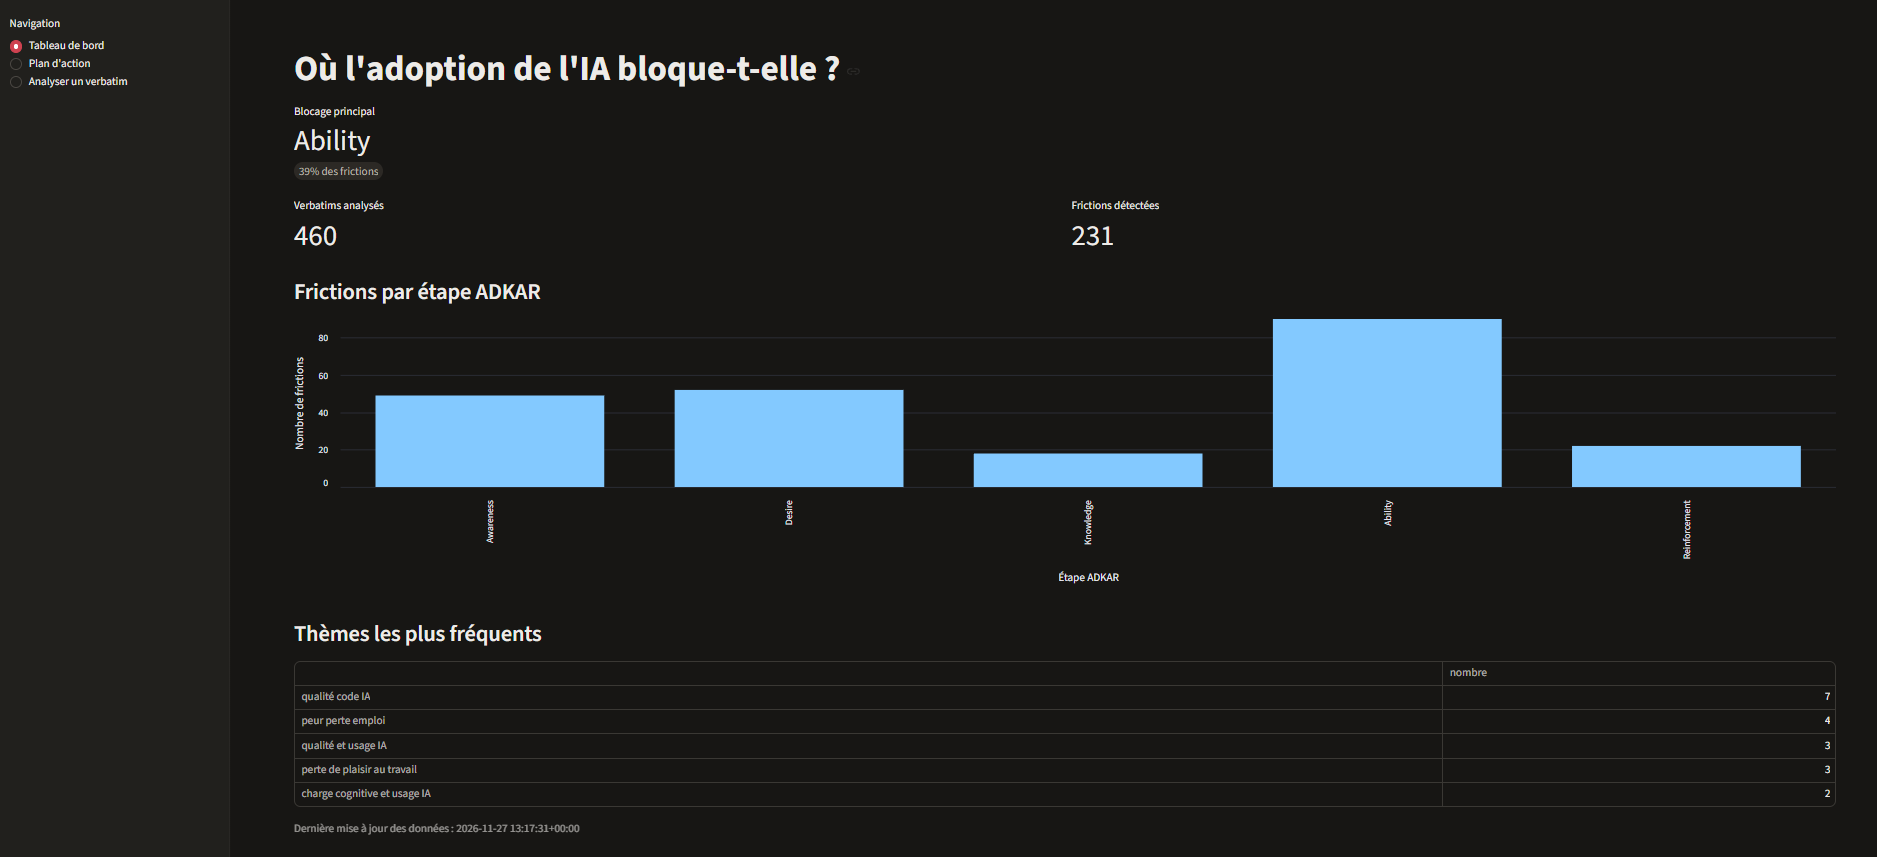 Navigation
Tableau de bord
Plan d'action
Analyser un verbatim
Où l'adoption de l'IA bloque-t-elle ?
Blocage principal
Ability
39% des frictions
Verbatims analysés
460
Frictions détectées
231
Frictions par étape ADKAR
Nombre de frictions
80
60
40
20
0
Awareness
Desire
Knowledge
Ability
Reinforcement
Étape ADKAR
Thèmes les plus fréquents
nombre
qualité code IA 7
peur perte emploi 4
qualité et usage IA 3
perte de plaisir au travail 3
charge cognitive et usage IA 2
Dernière mise à jour des données : 2026-11-27 13:17:31+00:00